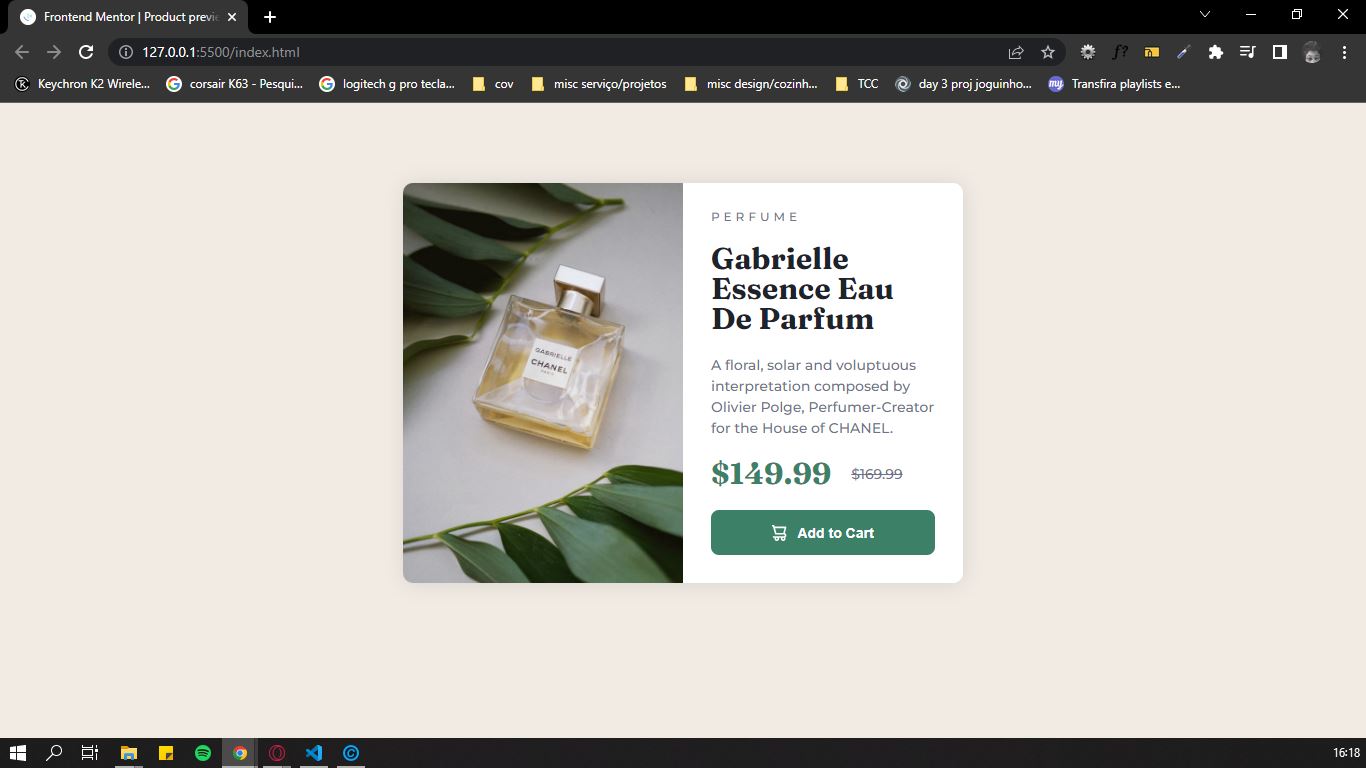 Frontend Mentor | Product previe
127.0.0.1:5500/index.html
f?
Keychron K2 Wirele...
corsair K63 - Pesqui...
logitech g pro tecla...
cov
misc serviço/projetos
misc design/cozinh...
TCC
day 3 proj joguinho...
my
Transfira playlists e...
GABRIELLE
CHANEL
PARIS
PERFUME
Gabrielle
Essence Eau
De Parfum
A floral, solar and voluptuous
interpretation composed by
Olivier Polge, Perfumer-Creator
for the House of CHANEL.
$149.99 $169.99
Add to Cart
16:18